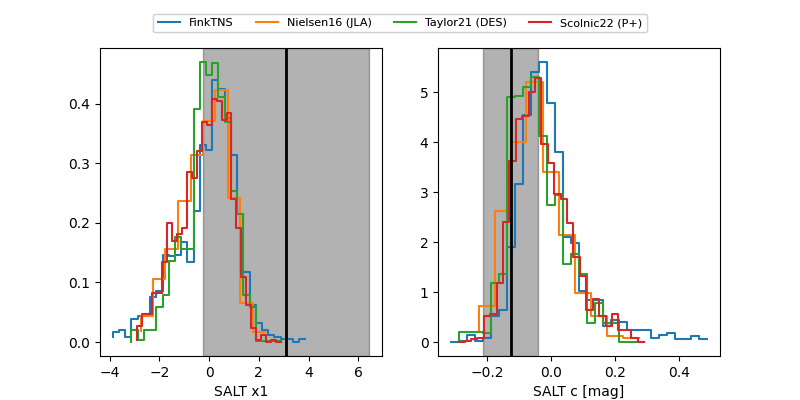 FinkTNS Nielsen16 (JLA) Taylor21 (DES) Scolnic22 (P+)
0.4
0.3
0.2
0.1
0.0
−4 −2 0 2 4 6
SALT x1
5
4
3
2
1
0
−0.2 0.0 0.2 0.4
SALT c [mag]